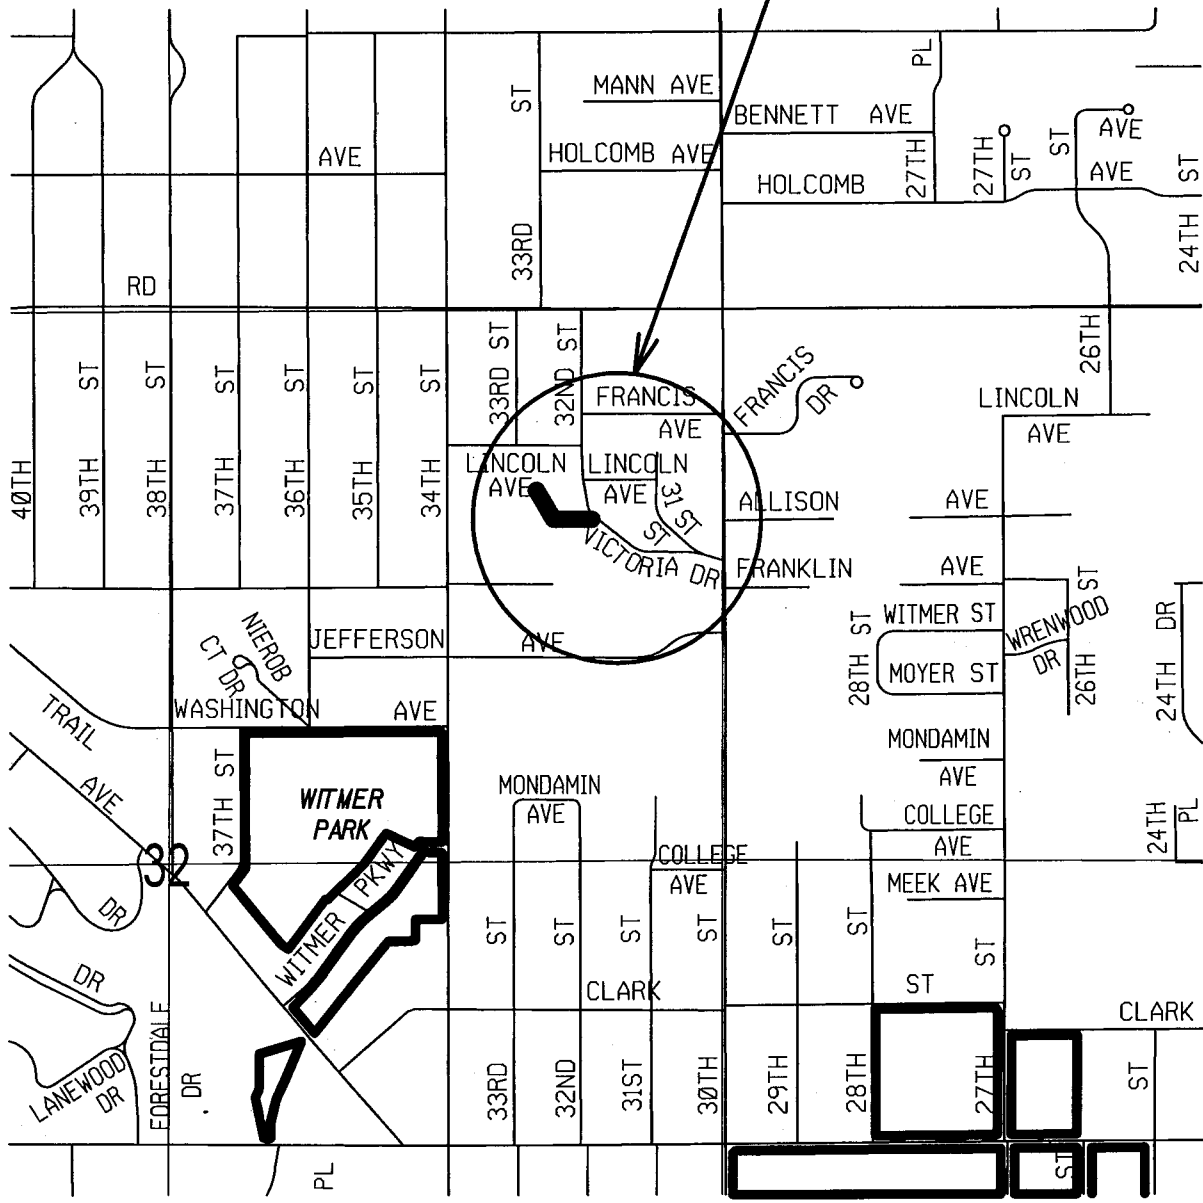 MANN AVE
ST
PL
BENNETT AVE
AVE
ST
AVE
HOLCOMB AVE
27TH
27TH
ST
AVE
ST
HOLCOMB
33RD
24TH
RD
26TH
ST
ST
ST
ST
ST
ST
33RD ST
32ND ST
FRANCIS
AVE
FRANCIS
DR
LINCOLN
AVE
40TH
39TH
38TH
37TH
36TH
35TH
34TH
LINCOLN
AVE
LINCOLN
AVE
31 ST
ST
ALLISON
AVE
VICTORIA DR
FRANKLIN
AVE
ST
NIEROB
CT DR
JEFFERSON
AVE
28TH ST
WITMER ST
WRENWOOD
DR
MOYER ST
26TH
24TH DR
TRAIL
WASHINGTON
AVE
MONDAMIN
AVE
AVE
37TH ST
WITMER
PARK
MONDAMIN
AVE
COLLEGE
AVE
24TH
PL
32
PKWY
COLLEGE
AVE
MEEK AVE
DR
WITMER
ST
ST
ST
ST
ST
ST
ST
DR
CLARK
ST
CLARK
LANEWOOD
DR
FORESTDALE
DR
33RD
32ND
31ST
30TH
29TH
28TH
27TH
ST
PL
ST